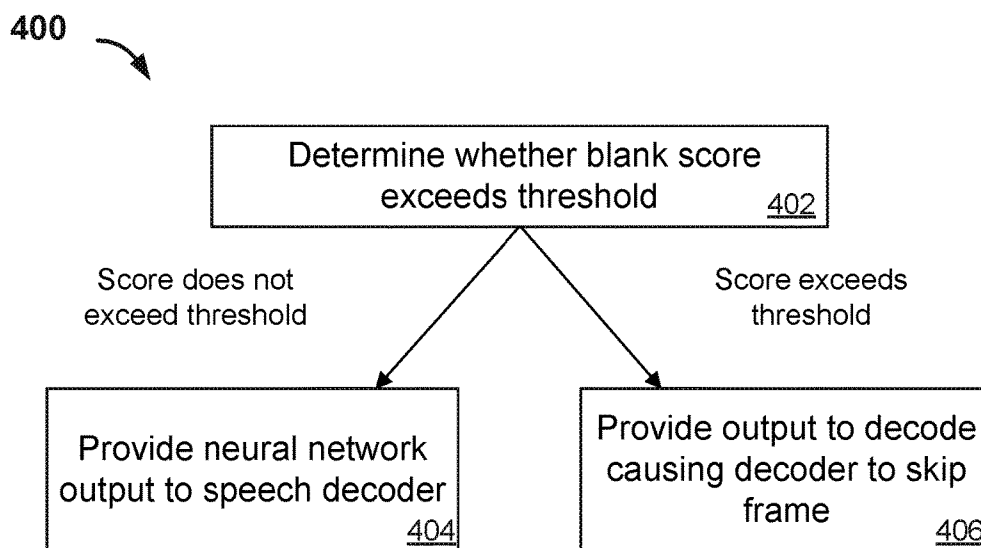 400
Determine whether blank score
exceeds threshold
402
Score does not
exceed threshold
Score exceeds
threshold
Provide neural network
output to speech decoder
404
Provide output to decode
causing decoder to skip
frame
406